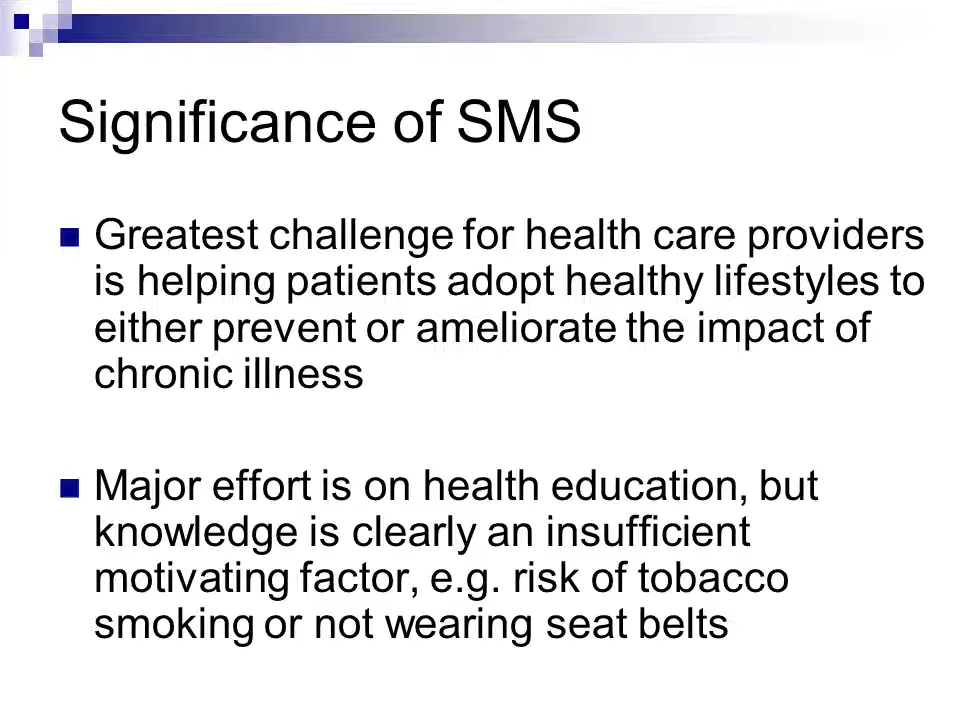 Significance of SMS
Greatest challenge for health care providers
is helping patients adopt healthy lifestyles to
either prevent or ameliorate the impact of
chronic illness
Major effort is on health education, but
knowledge is clearly an insufficient
motivating factor, e.g. risk of tobacco
smoking or not wearing seat belts